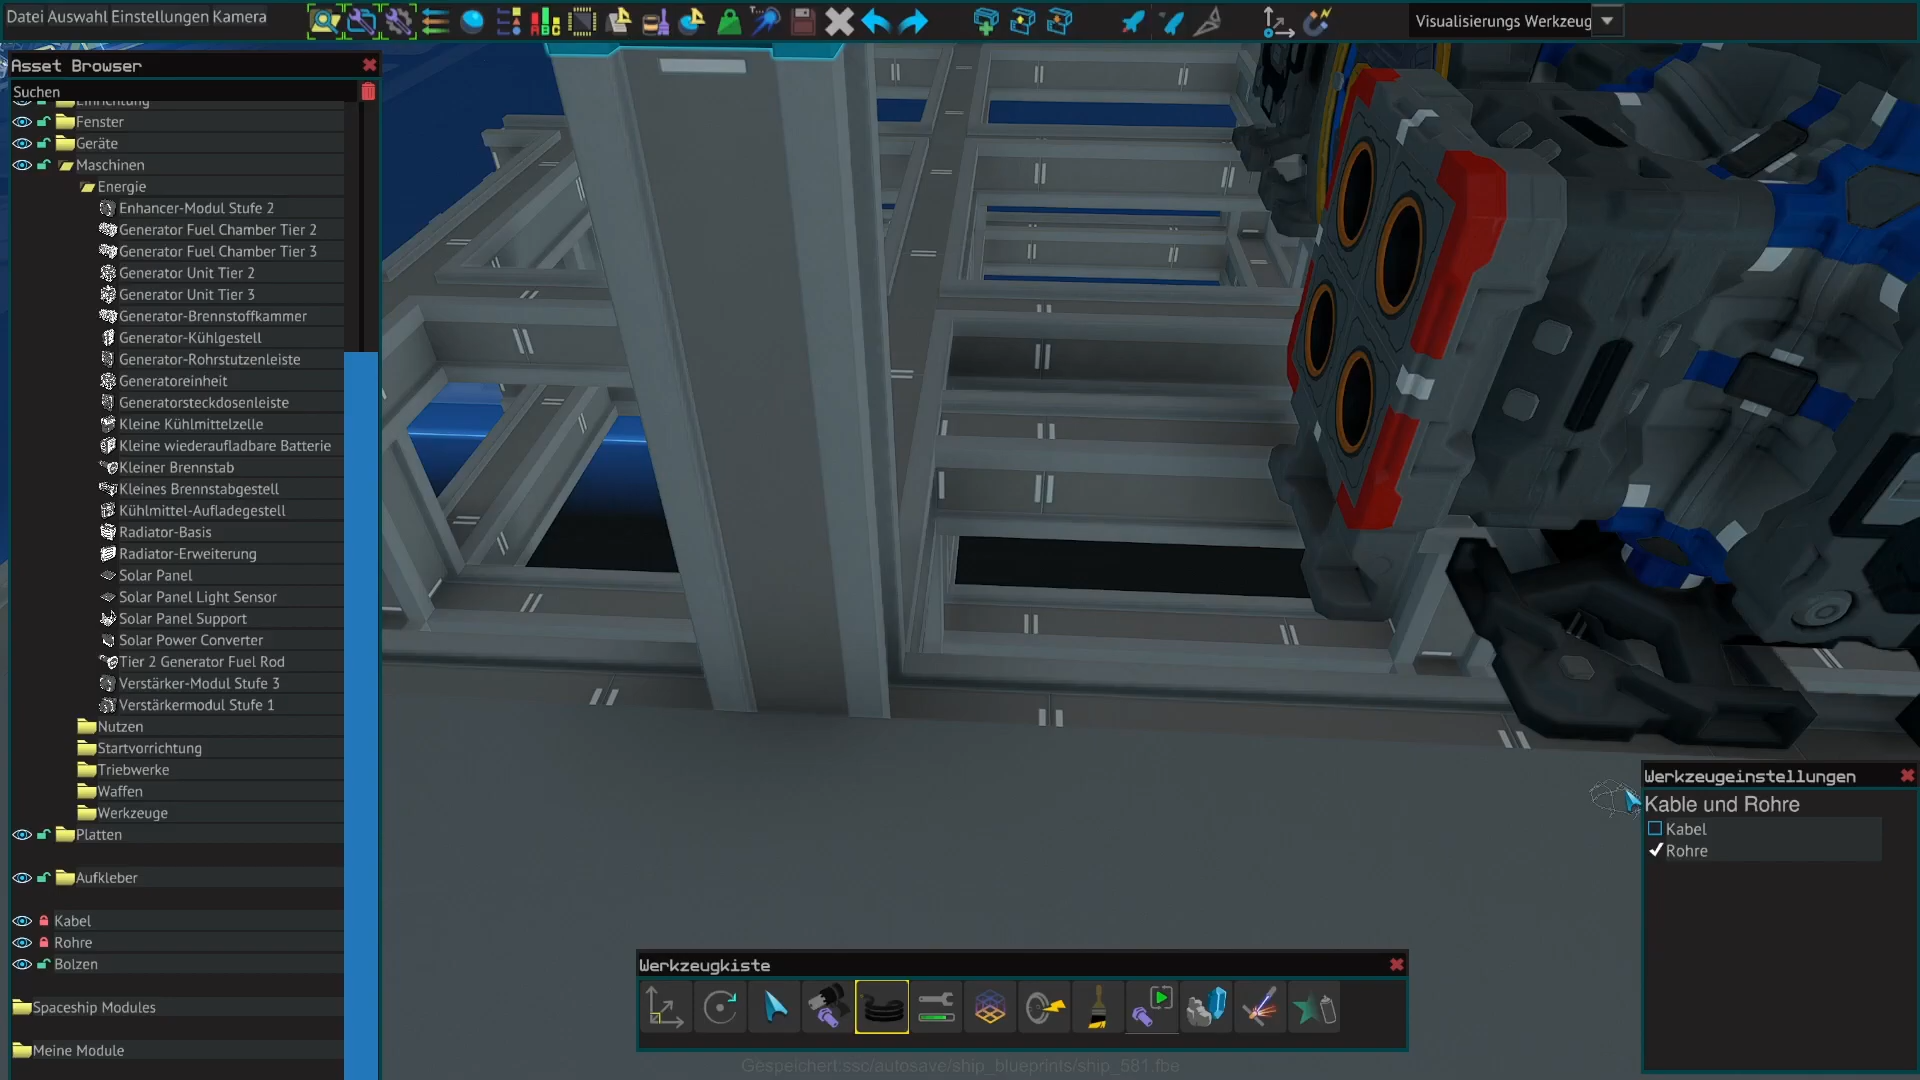 Datei Auswahl Einstellungen Kamera
Visualisierungs Werkzeug
Asset Browser
Suchen
Einrichtung
Fenster
Geräte
Maschinen
Energie
Enhancer-Modul Stufe 2
Generator Fuel Chamber Tier 2
Generator Fuel Chamber Tier 3
Generator Unit Tier 2
Generator Unit Tier 3
Generator-Brennstoffkammer
Generator-Kühlgestell
Generator-Rohrstutzenleiste
Generatoreinheit
Generatorsteckdosenleiste
Kleine Kühlmittelzelle
Kleine wiederaufladbare Batterie
Kleiner Brennstab
Kleines Brennstabgestell
Kühlmittel-Aufladegestell
Radiator-Basis
Radiator-Erweiterung
Solar Panel
Solar Panel Light Sensor
Solar Panel Support
Solar Power Converter
Tier 2 Generator Fuel Rod
Verstärker-Modul Stufe 3
Verstärkermodul Stufe 1
Nutzen
Startvorrichtung
Triebwerke
Waffen
Werkzeuge
Platten
Aufkleber
Kabel
Rohre
Bolzen
Spaceship Modules
Meine Module
Werkzeugeinstellungen
Kable und Rohre
Kabel
Rohre
Werkzeugkiste
Gespeichert:ssc/autosave/ship_blueprints/ship_581.fbe